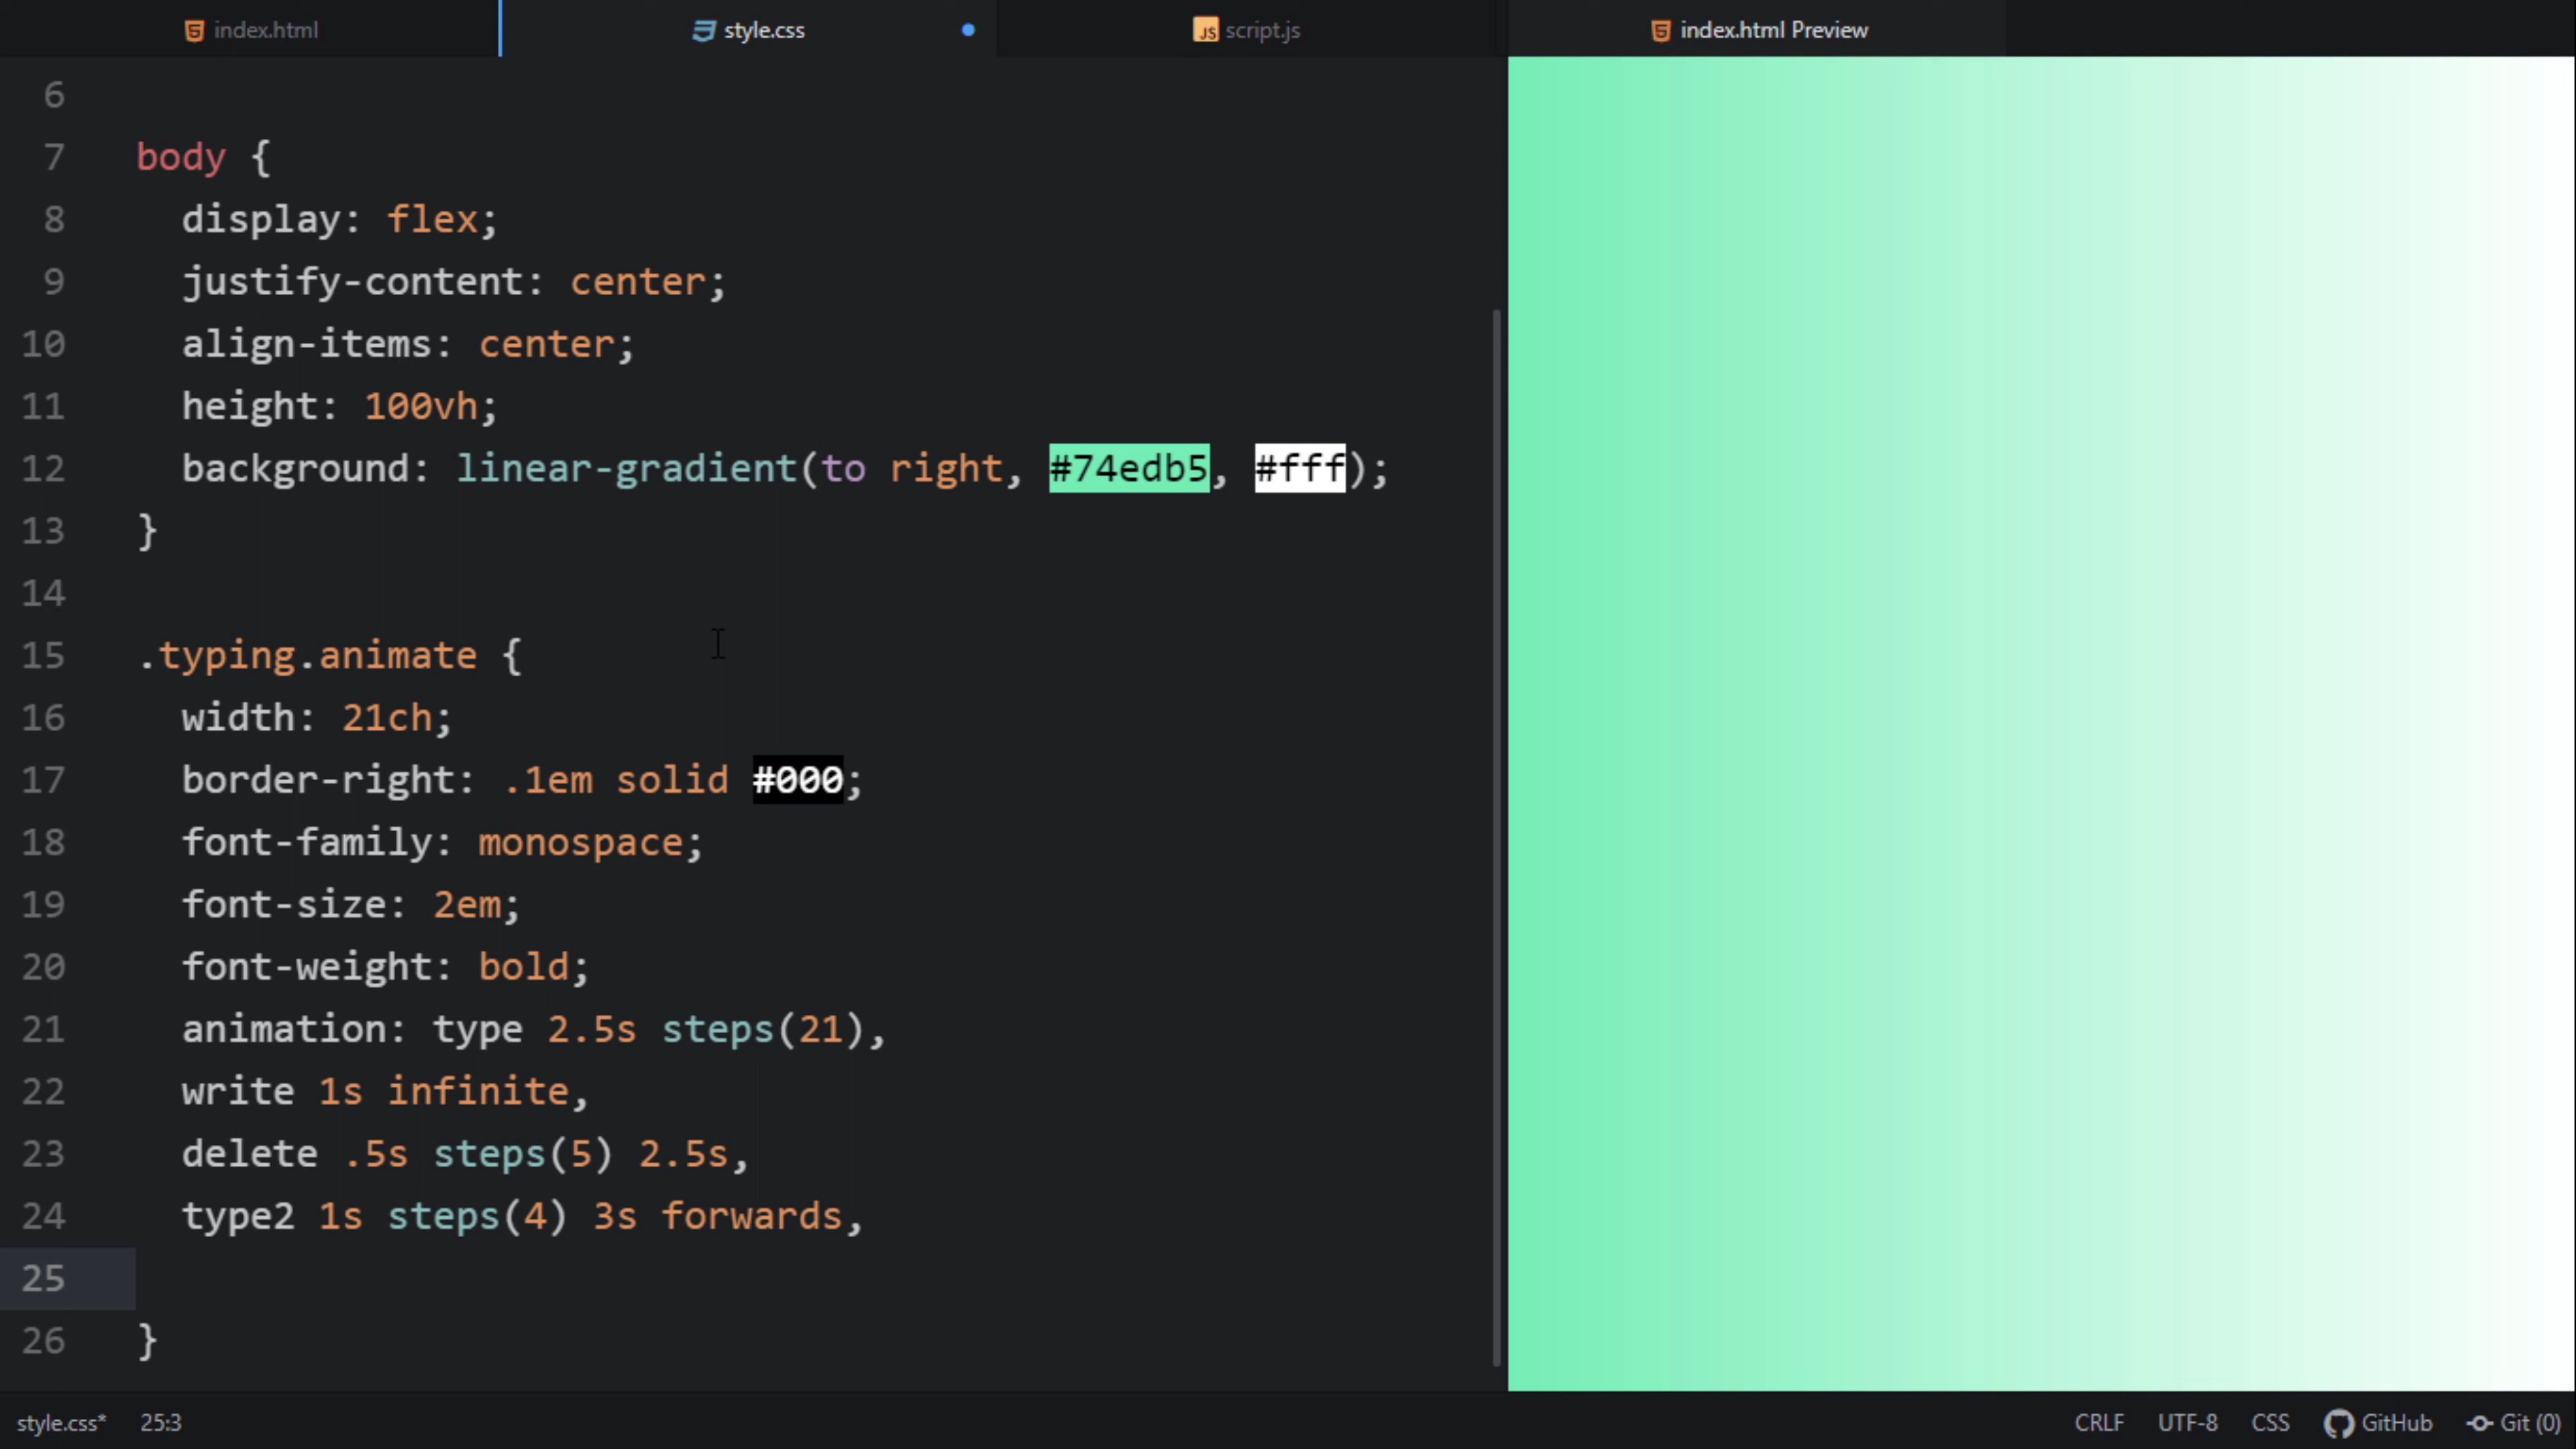 index.html
style.css
script.js
index.html Preview
6
7 body {
8 display: flex;
9 justify-content: center;
10 align-items: center;
11 height: 100vh;
12 background: linear-gradient(to right, #74edb5, #fff);
13 }
14
15 .typing.animate {
16 width: 21ch;
17 border-right: .1em solid #000;
18 font-family: monospace;
19 font-size: 2em;
20 font-weight: bold;
21 animation: type 2.5s steps(21),
22 write 1s infinite,
23 delete .5s steps(5) 2.5s,
24 type2 1s steps(4) 3s forwards,
25
26 }
style.css* 25:3 CRLF UTF-8 CSS GitHub Git (0)